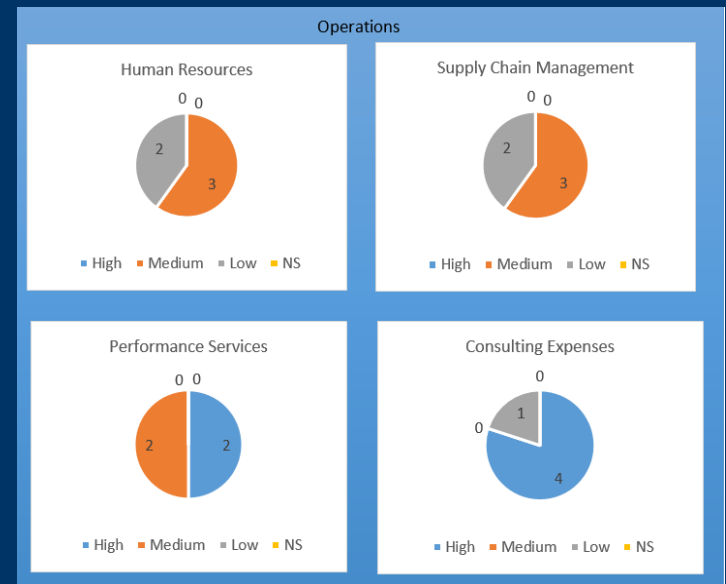 Operations
Human Resources
0 0
2
3
High Medium Low NS
Supply Chain Management
0 0
2
3
High Medium Low NS
Performance Services
0 0
2 2
High Medium Low NS
Consulting Expenses
0
1
0
4
High Medium Low NS